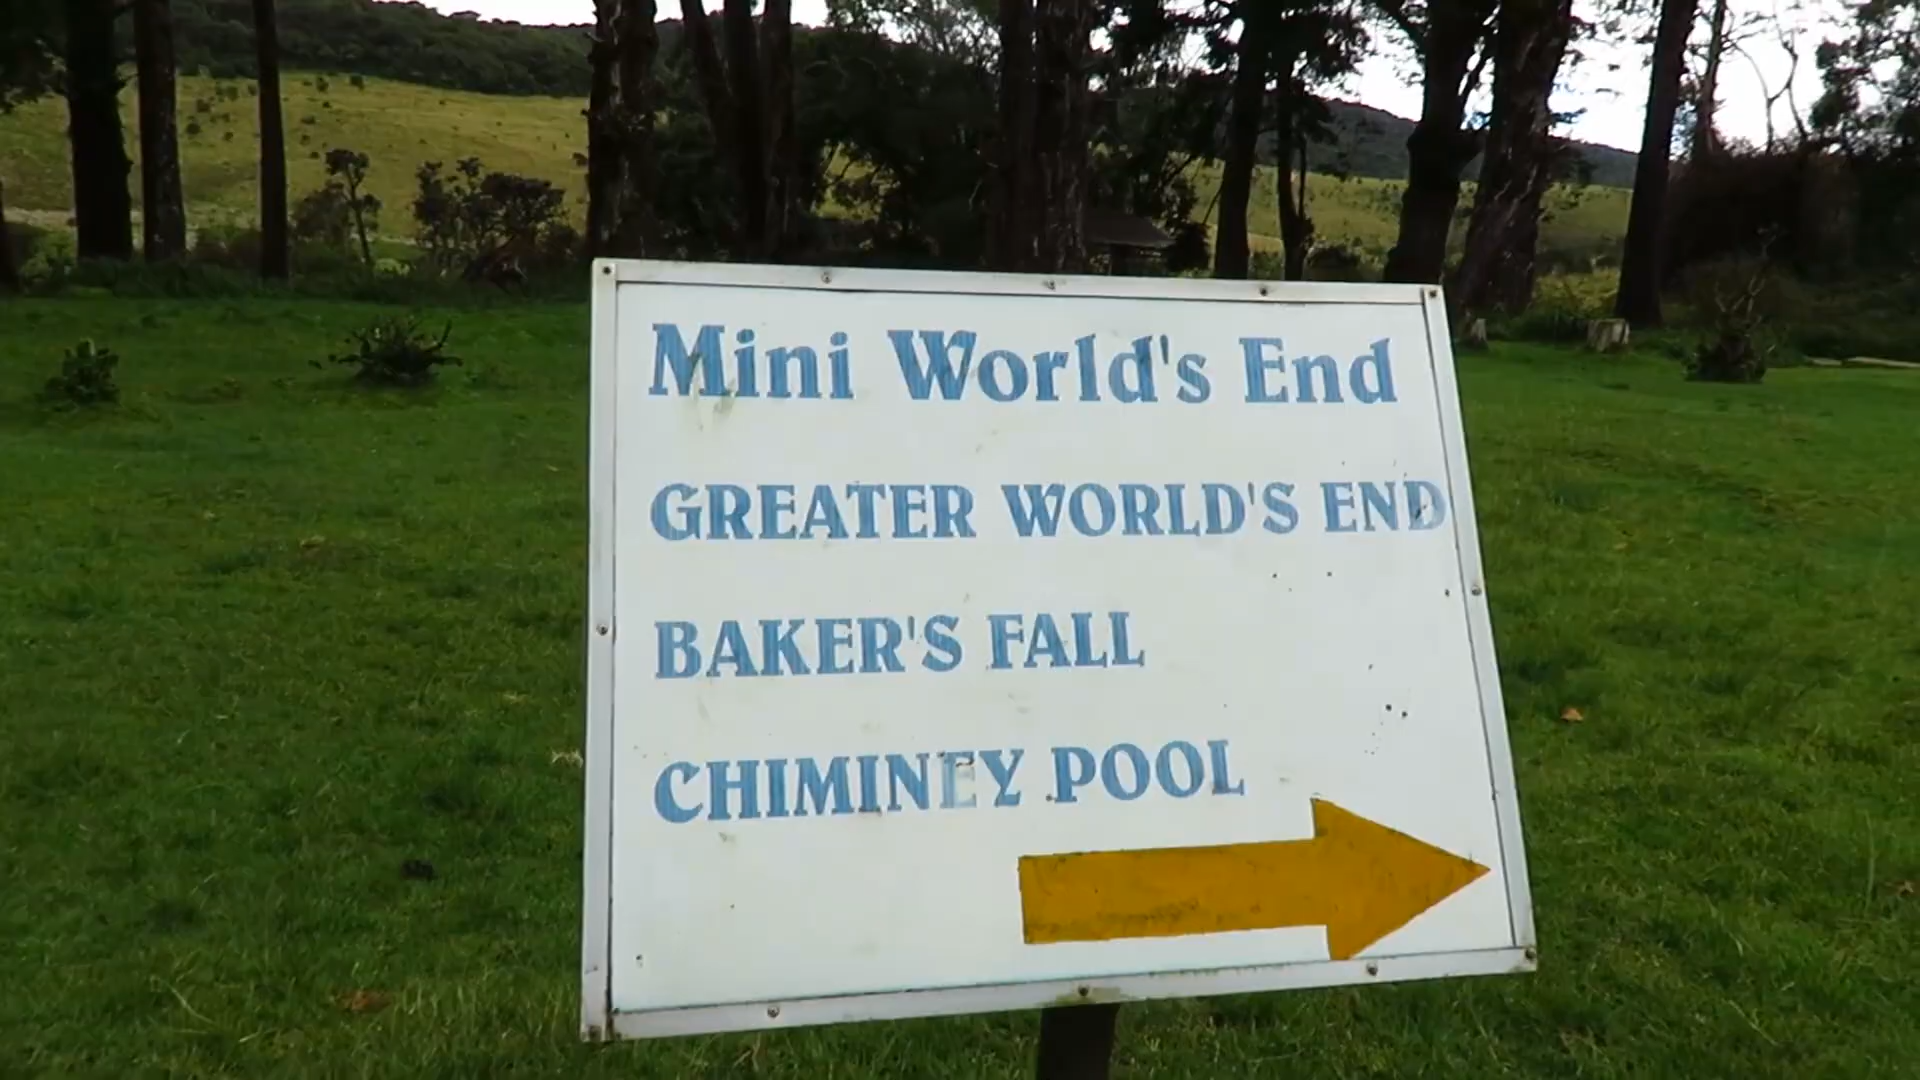 Mini World's End
GREATER WORLD'S END
BAKER'S FALL
CHIMINEY POOL